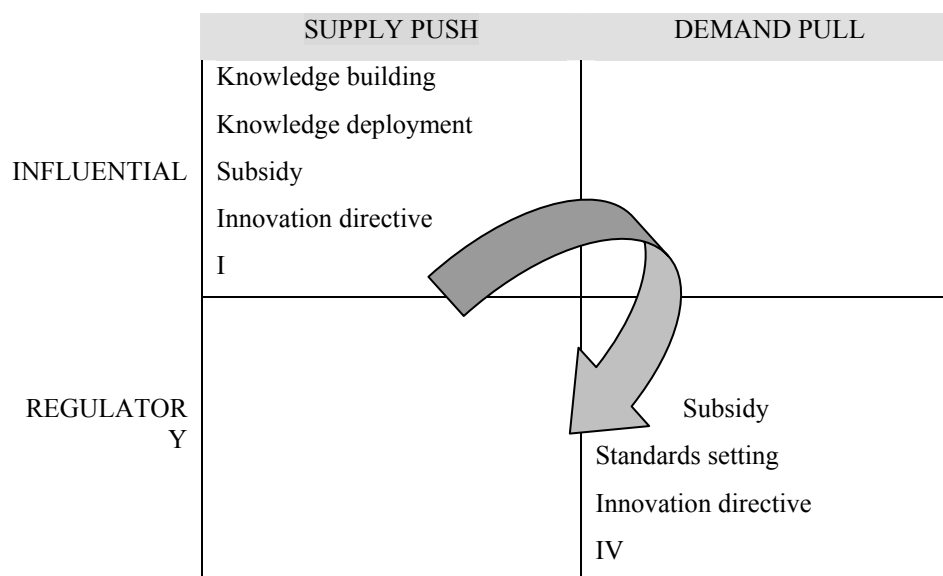 SUPPLY PUSH
DEMAND PULL
INFLUENTIAL
Knowledge building
Knowledge deployment
Subsidy
Innovation directive
I
REGULATOR
Y
Subsidy
Standards setting
Innovation directive
IV